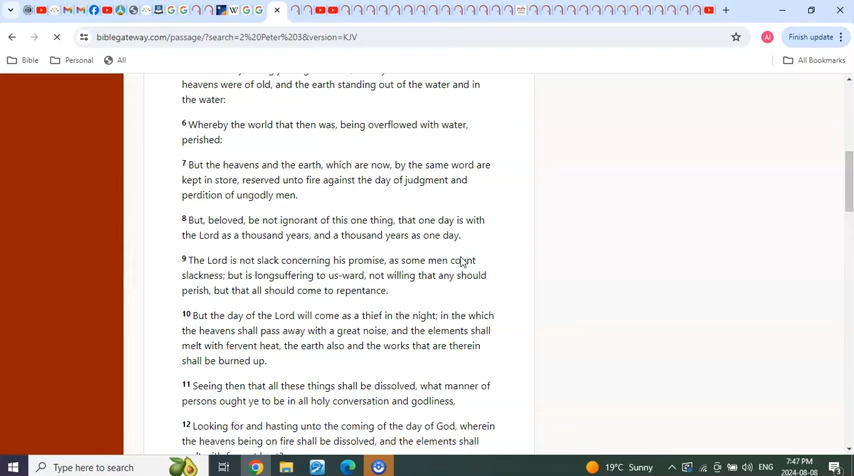 biblegateway.com/passage/?search=2%20Peter%203&version=KJV
AI
Finish update
Bible
Personal
All
All Bookmarks
heavens were of old, and the earth standing out of the water and in
the water:
6 Whereby the world that then was, being overflowed with water,
perished:
7 But the heavens and the earth, which are now, by the same word are
kept in store, reserved unto fire against the day of judgment and
perdition of ungodly men.
8 But, beloved, be not ignorant of this one thing, that one day is with
the Lord as a thousand years, and a thousand years as one day.
9 The Lord is not slack concerning his promise, as some men count
slackness; but is longsuffering to us-ward, not willing that any should
perish, but that all should come to repentance.
10 But the day of the Lord will come as a thief in the night; in the which
the heavens shall pass away with a great noise, and the elements shall
melt with fervent heat, the earth also and the works that are therein
shall be burned up.
11 Seeing then that all these things shall be dissolved, what manner of
persons ought ye to be in all holy conversation and godliness,
12 Looking for and hasting unto the coming of the day of God, wherein
the heavens being on fire shall be dissolved, and the elements shall
Type here to search
19°C Sunny
ENG
7:47 PM
2024-08-08
3